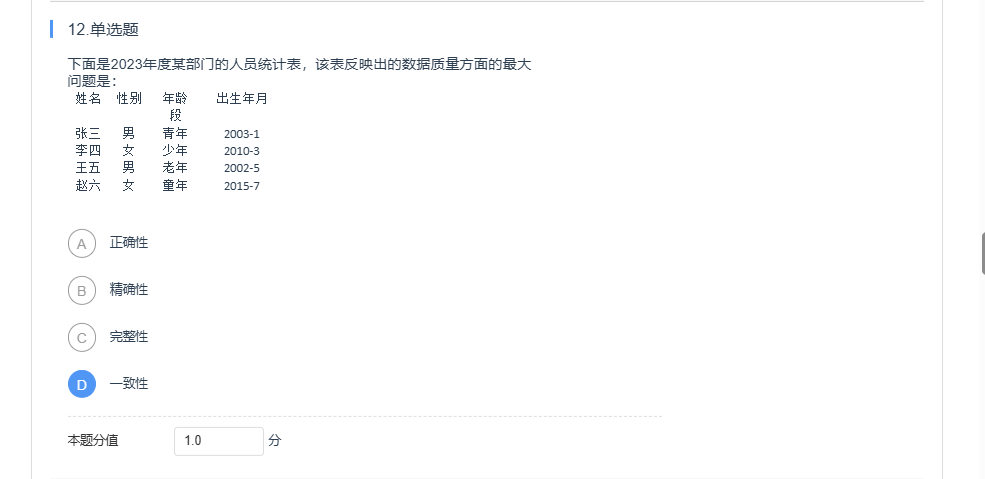 12.单选题
下面是2023年度某部门的人员统计表，该表反映出的数据质量方面的最大
问题是：
姓名 性别 年龄 出生年月
段
张三 男 青年 2003-1
李四 女 少年 2010-3
王五 男 老年 2002-5
赵六 女 童年 2015-7
A 正确性
B 精确性
C 完整性
D 一致性
本题分值 1.0 分